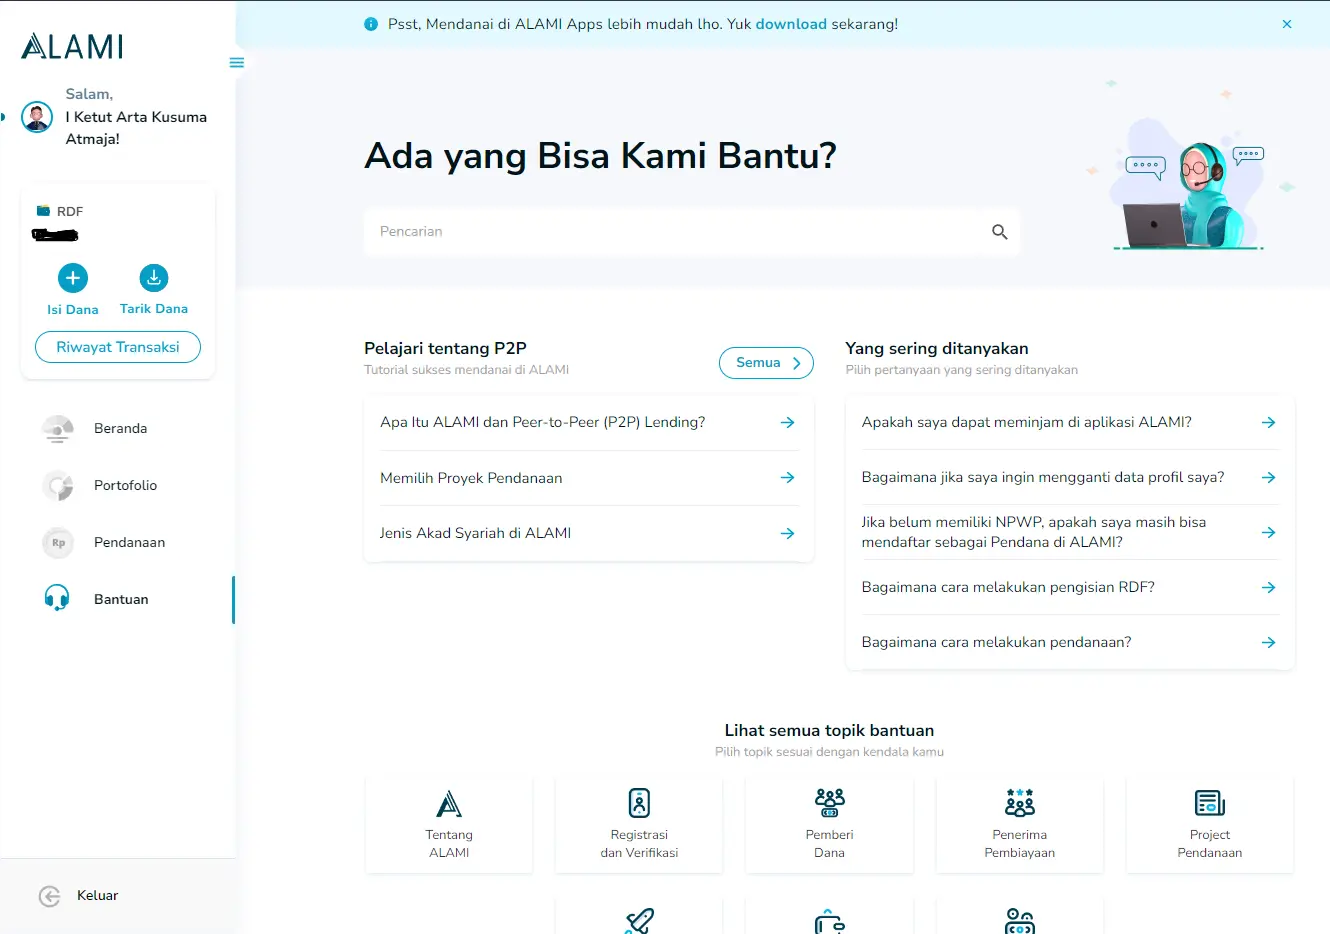 Psst, Mendanai di ALAMI Apps lebih mudah lho. Yuk download sekarang!
ALAMI
Salam,
I Ketut Arta Kusuma
Atmaja!
RDF
Isi Dana
Tarik Dana
Riwayat Transaksi
Beranda
Portofolio
Rp
Pendanaan
Bantuan
Keluar
Ada yang Bisa Kami Bantu?
Pencarian
Pelajari tentang P2P
Tutorial sukses mendanai di ALAMI
Semua
Apa Itu ALAMI dan Peer-to-Peer (P2P) Lending?
Memilih Proyek Pendanaan
Jenis Akad Syariah di ALAMI
Yang sering ditanyakan
Pilih pertanyaan yang sering ditanyakan
Apakah saya dapat meminjam di aplikasi ALAMI?
Bagaimana jika saya ingin mengganti data profil saya?
Jika belum memiliki NPWP, apakah saya masih bisa
mendaftar sebagai Pendana di ALAMI?
Bagaimana cara melakukan pengisian RDF?
Bagaimana cara melakukan pendanaan?
Lihat semua topik bantuan
Pilih topik sesuai dengan kendala kamu
Tentang
ALAMI
Registrasi
dan Verifikasi
Pemberi
Dana
Penerima
Pembiayaan
Project
Pendanaan